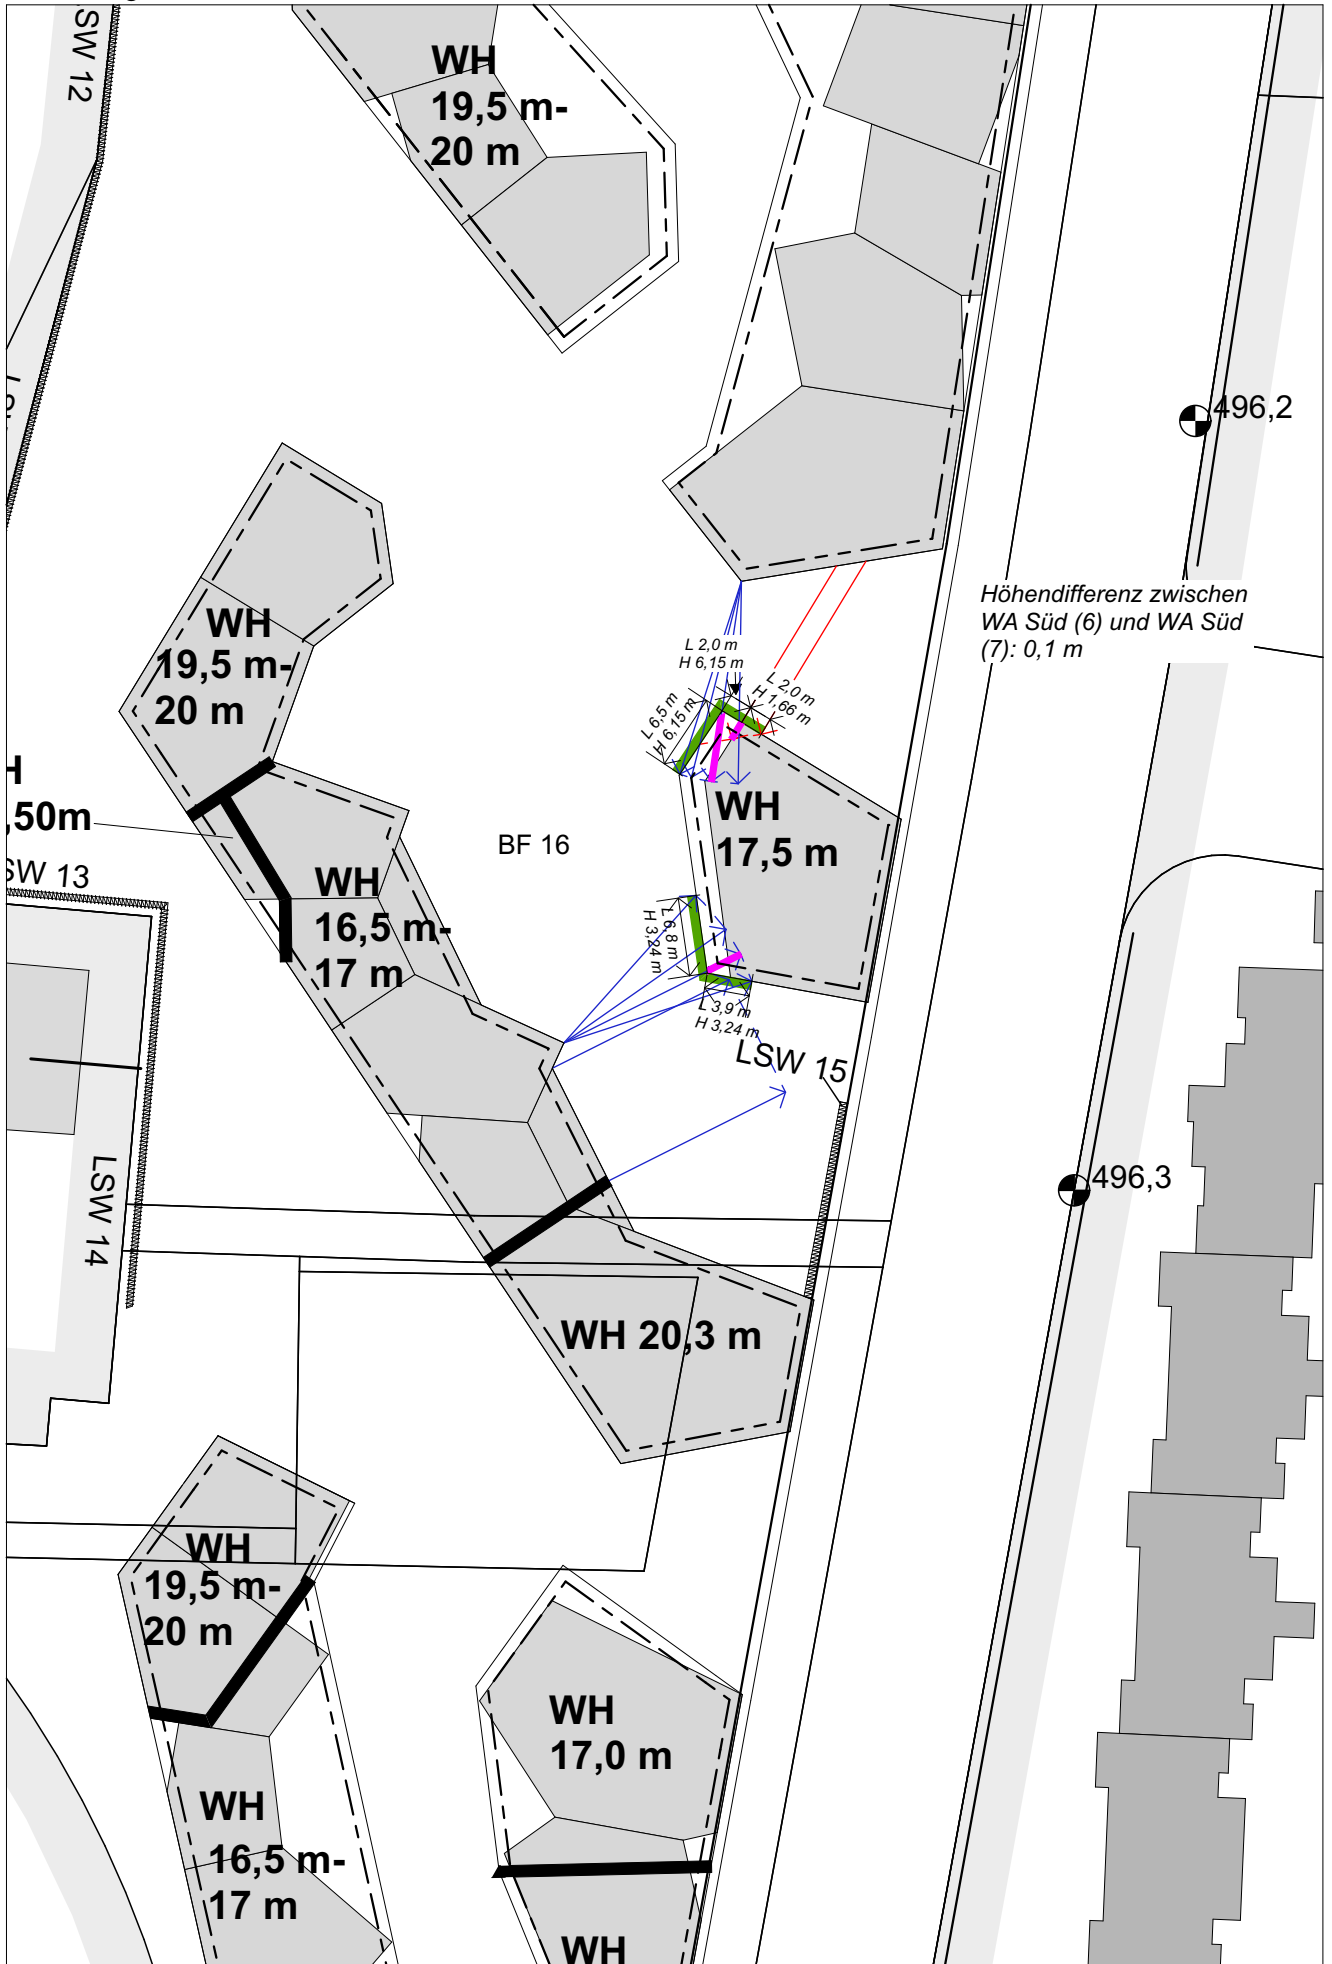 LSW 12
WH
19,5 m-
20 m
496,2
Höhendifferenz zwischen
WA Süd (6) und WA Süd
(7): 0,1 m
WH
19,5 m-
20 m
L 2,0 m
H 6,15 m
L 2,0 m
H 1,66 m
L 6,5 m
H 6,15 m
H
,50m
SW 13
WH
17,5 m
BF 16
WH
16,5 m-
17 m
L 6,8 m
H 3,24 m
L 3,9 m
H 3,24 m
LSW 15
496,3
LSW 14
WH 20,3 m
WH
19,5 m-
20 m
WH
17,0 m
WH
16,5 m-
17 m
WH